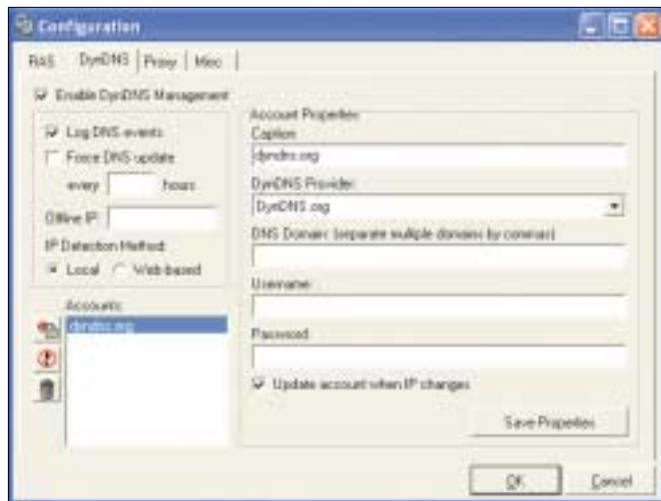 Configuration
RAS DynDNS Proxy Misc
Enable DynDNS Management
Log DNS events
Force DNS update
every hours
Offline IP:
IP Detection Method:
Local Web-based
Accounts:
dyndns.org
Account Properties
Caption:
dyndns.org
DynDNS Provider:
DynDNS.org
DNS Domain: (separate multiple domains by commas)
Username:
Password:
Update account when IP changes
Save Properties
OK Cancel